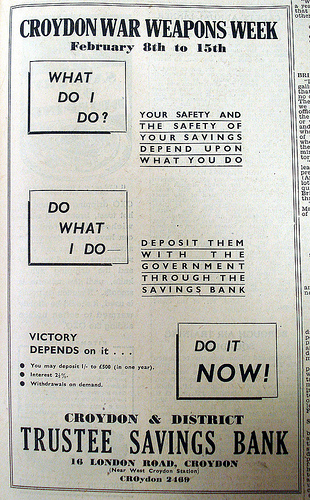 CROYDON WAR WEAPONS WEEK
February 8th to 15th
WHAT
DO I
DO?
YOUR SAFETY AND
THE SAFETY OF
YOUR SAVINGS
DEPEND UPON
WHAT YOU DO
DO
WHAT
I DO
DEPOSIT THEM
WITH THE
GOVERNMENT
THROUGH THE
SAVINGS BANK
VICTORY
DEPENDS on it . . .
● You may deposit 1/- to £500 (in one year).
● Interest 2½%.
● Withdrawals on demand.
DO IT
NOW!
CROYDON & DISTRICT
TRUSTEE SAVINGS BANK
16 LONDON ROAD, CROYDON
(Near West Croydon Station)
CROydon 2469